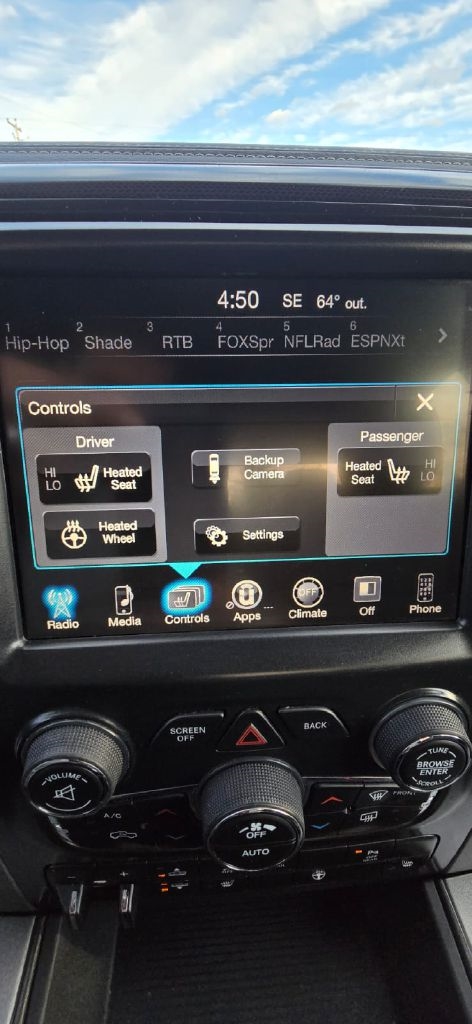 4:50 SE 64° out.
1 2 3 4 5 6
Hip-Hop Shade RTB FOXSpr NFLRad ESPNXt
Controls
Driver
Passenger
HI LO Heated Seat
Backup Camera
Heated Seat HI LO
Heated Wheel
Settings
OFF
Radio Media Controls Apps Climate Off Phone
SCREEN OFF
BACK
VOLUME
TUNE
BROWSE
ENTER
SCROLL
A/C
FRONT
OFF
AUTO